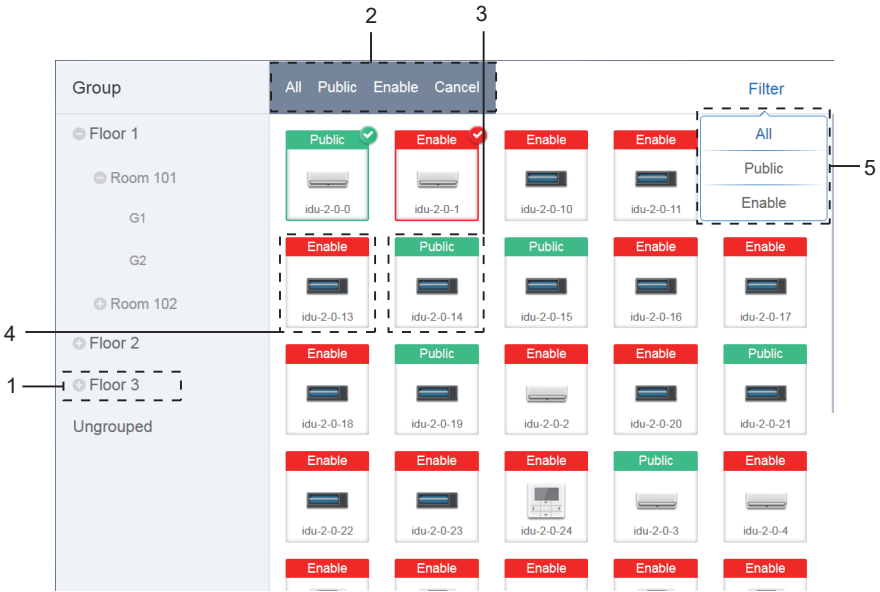 2
3
Group
All Public Enable Cancel
Filter
All
Public
Enable
5
Floor 1
Room 101
G1
G2
Room 102
Floor 2
Floor 3
Ungrouped
4
1
Public Enable Enable Enable
idu-2-0-0 idu-2-0-1 idu-2-0-10 idu-2-0-11
Enable Public Public Enable Enable
idu-2-0-13 idu-2-0-14 idu-2-0-15 idu-2-0-16 idu-2-0-17
Enable Public Enable Enable Public
idu-2-0-18 idu-2-0-19 idu-2-0-2 idu-2-0-20 idu-2-0-21
Enable Enable Enable Public Enable
idu-2-0-22 idu-2-0-23 idu-2-0-24 idu-2-0-3 idu-2-0-4
Enable Enable Enable Enable Enable